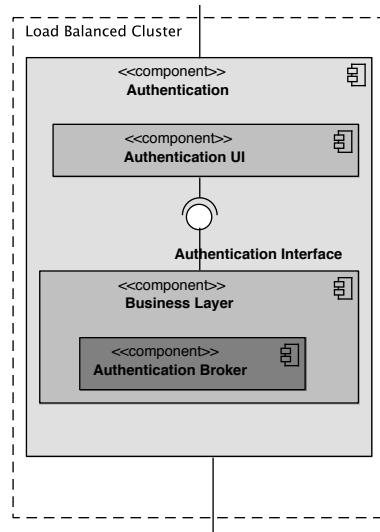 Load Balanced Cluster
<<component>>
Authentication
<<component>>
Authentication UI
Authentication Interface
<<component>>
Business Layer
<<component>>
Authentication Broker